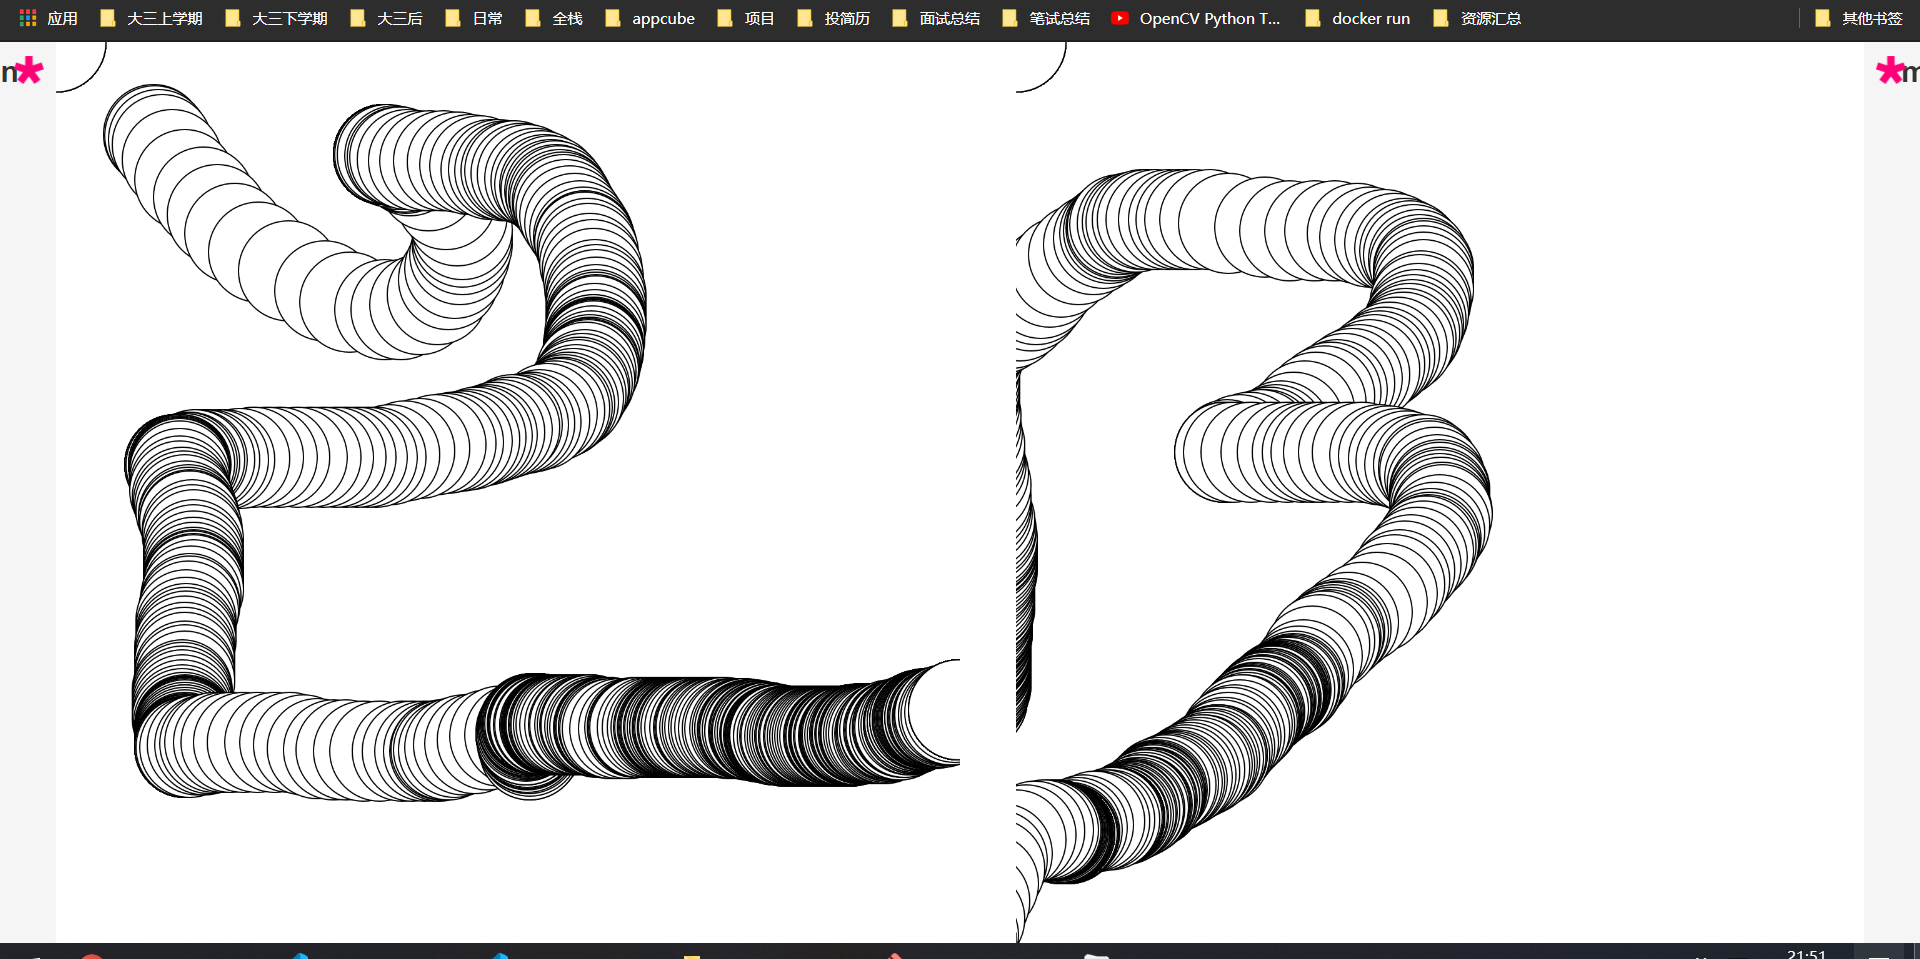 应用 大三上学期 大三下学期 大三后 日常 全栈 appcube 项目 投简历 面试总结 笔试总结 OpenCV Python T... docker run 资源汇总 其他书签
21:51